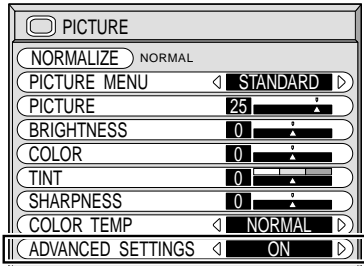 PICTURE
NORMALIZE NORMAL
PICTURE MENU STANDARD
PICTURE 25
BRIGHTNESS 0
COLOR 0
TINT 0
SHARPNESS 0
COLOR TEMP NORMAL
ADVANCED SETTINGS ON